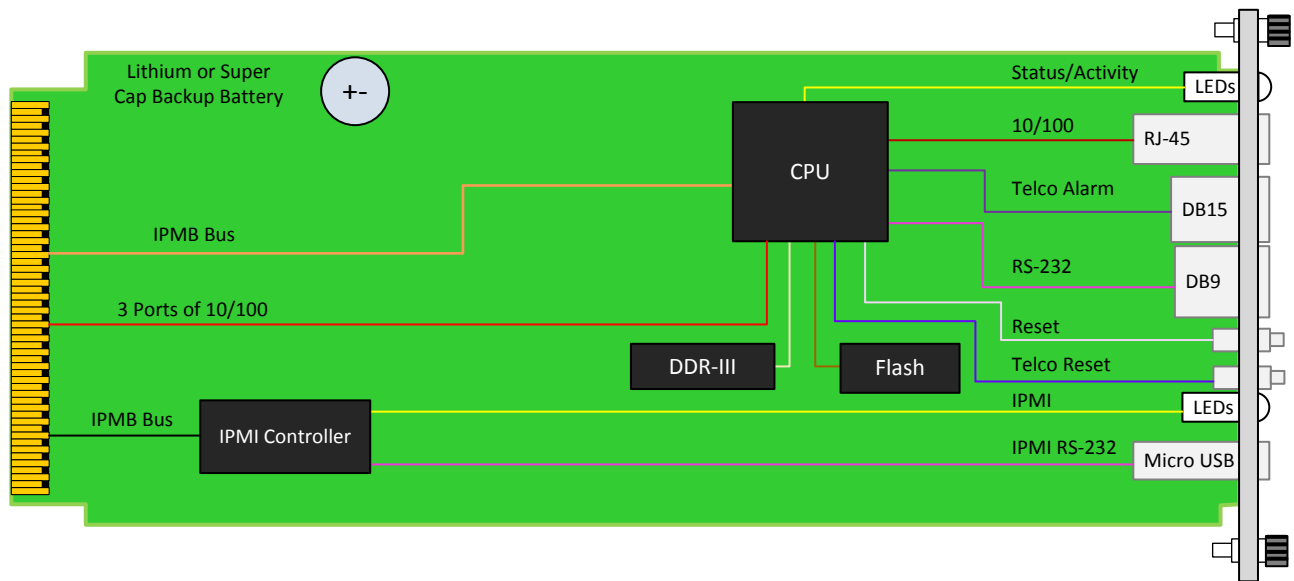 Lithium or Super
Cap Backup Battery
+-
Status/Activity
LEDs
10/100
RJ-45
CPU
Telco Alarm
DB15
IPMB Bus
RS-232
DB9
3 Ports of 10/100
Reset
DDR-III
Flash
Telco Reset
IPMI
LEDs
IPMB Bus
IPMI Controller
IPMI RS-232
Micro USB